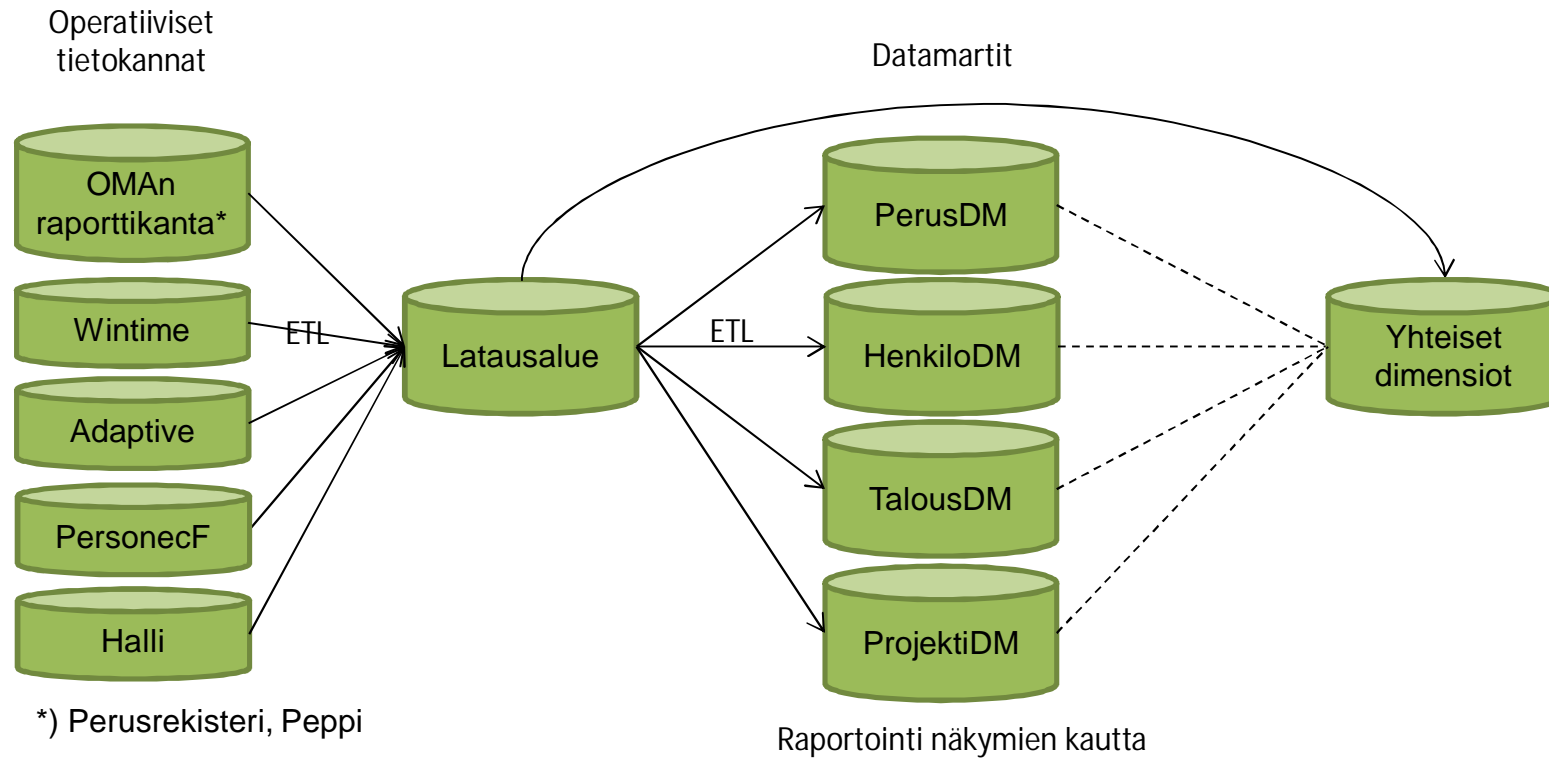 Operatiiviset
tietokannat
Datamartit
OMAn
raporttikanta*
Wintime
Adaptive
PersonecF
Halli
*) Perusrekisteri, Peppi
ETL
Latausalue
ETL
PerusDM
HenkiloDM
TalousDM
ProjektiDM
Raportointi näkymien kautta
Yhteiset
dimensiot